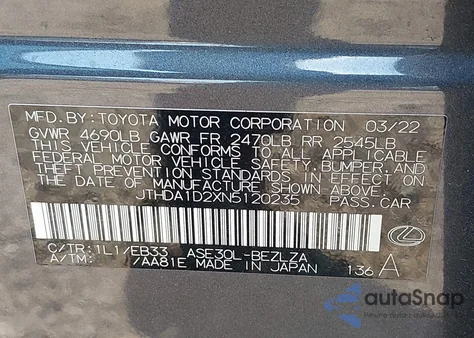 MFD. BY: TOYOTA MOTOR CORPORATION 03/22
GVWR 4690LB GAWR FR 2470LB RR 2545LB
THIS VEHICLE CONFORMS TO ALL APPLICABLE
FEDERAL MOTOR VEHICLE SAFETY, BUMPER, AND
THEFT PREVENTION STANDARDS IN EFFECT ON
THE DATE OF MANUFACTURE SHOWN ABOVE.
JTHDA1D2XN5120235 PASS.CAR
C/TR:1L1/EB33 ASE30L-BEZLZA
A/TM: /AA81E MADE IN JAPAN 136 A
autoSnap